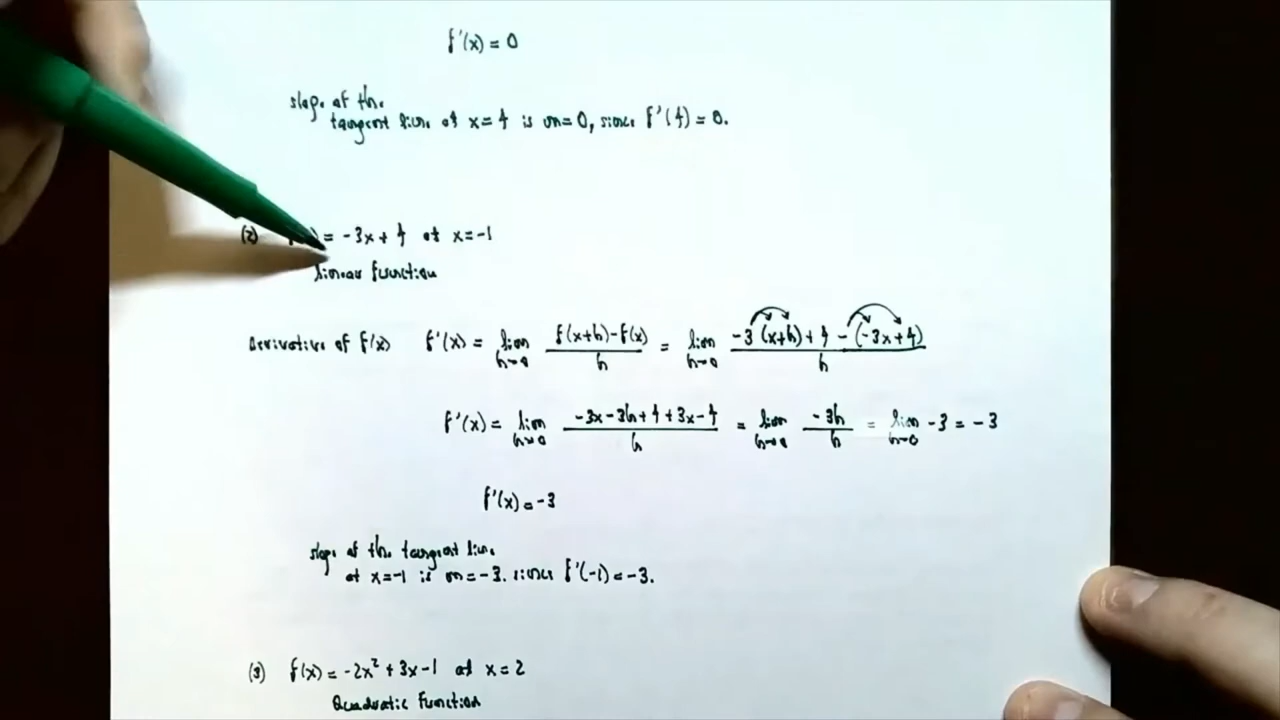 f'(x) = 0
slope of the
tangent line at x = 4 is m = 0, since f'(4) = 0.
(2) = -3x + 4 at x = -1
linear function
Derivative of f(x) f'(x) = lim h→0 f(x+h) - f(x) / h = lim h→0 -3(x+h) + 4 - (-3x+4) / h
f'(x) = lim h→0 -3x - 3h + 4 + 3x - 4 / h = lim h→0 -3h / h = lim h→0 -3 = -3
f'(x) = -3
slope of the tangent line
at x = -1 is m = -3. since f'(-1) = -3.
(3) f(x) = -2x² + 3x - 1 at x = 2
Quadratic Function